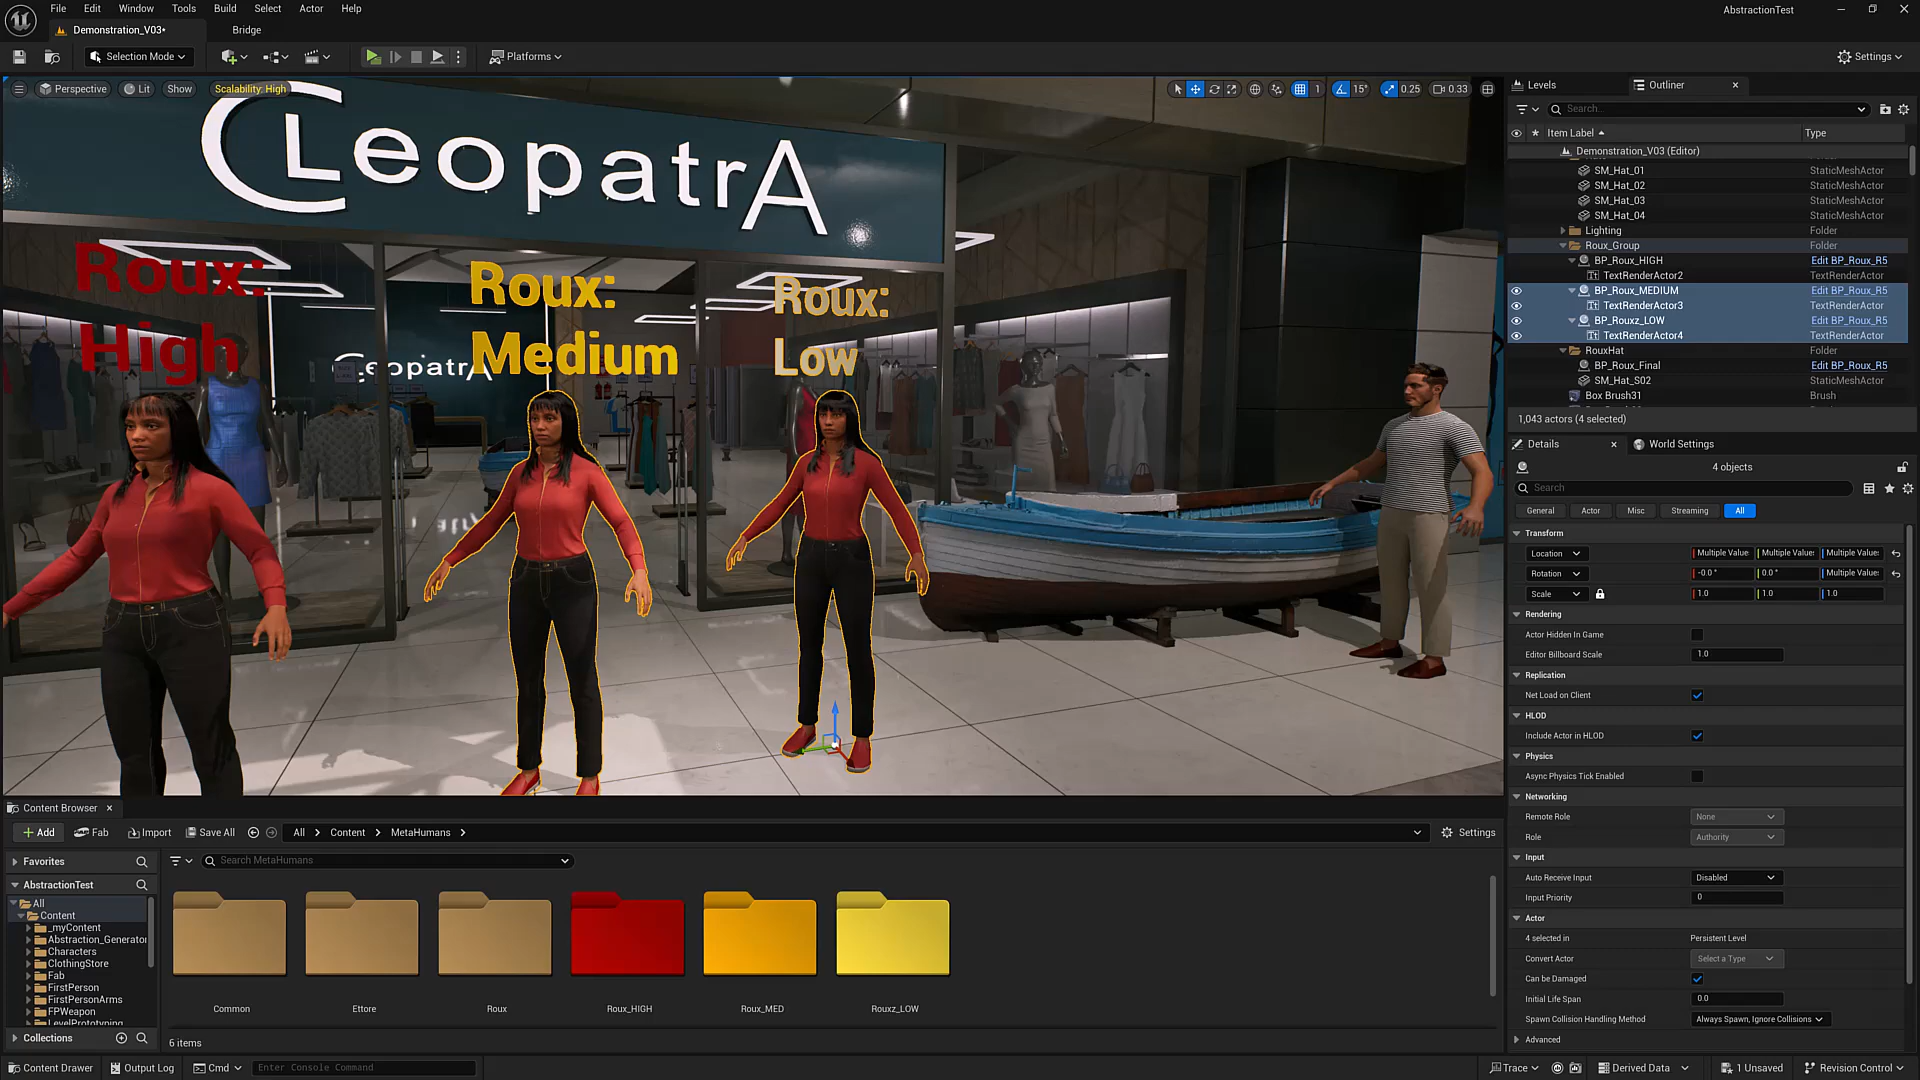 File Edit Window Tools Build Select Actor Help
AbstractionTest
Demonstration_V03*
Bridge
Selection Mode
Platforms
Settings
Perspective
Lit
Show
Scalability: High
1
15°
0.25
0.33
CLeopatrA
Roux:
High
Roux:
Medium
Roux:
Low
Levels
Outliner
Search...
Item Label
Type
Demonstration_V03 (Editor)
SM_Hat_01 StaticMeshActor
SM_Hat_02 StaticMeshActor
SM_Hat_03 StaticMeshActor
SM_Hat_04 StaticMeshActor
Lighting Folder
Roux_Group Folder
BP_Roux_HIGH Edit BP_Roux_R5
TextRenderActor2 TextRenderActor
BP_Roux_MEDIUM Edit BP_Roux_R5
TextRenderActor3 TextRenderActor
BP_Rouxz_LOW Edit BP_Roux_R5
TextRenderActor4 TextRenderActor
RouxHat Folder
BP_Roux_Final Edit BP_Roux_R5
SM_Hat_S02 StaticMeshActor
Box Brush31 Brush
1,043 actors (4 selected)
Details
World Settings
4 objects
Search
General Actor Misc Streaming All
Transform
Location Multiple Value: Multiple Value: Multiple Value:
Rotation -0.0 ° 0.0 ° Multiple Value:
Scale 1.0 1.0 1.0
Rendering
Actor Hidden In Game
Editor Billboard Scale 1.0
Replication
Net Load on Client
HLOD
Include Actor in HLOD
Physics
Async Physics Tick Enabled
Networking
Remote Role None
Role Authority
Input
Auto Receive Input Disabled
Input Priority 0
Actor
4 selected in Persistent Level
Convert Actor Select a Type
Can be Damaged
Initial Life Span 0.0
Spawn Collision Handling Method Always Spawn, Ignore Collisions
Advanced
Content Browser
Add
Fab
Import
Save All
All > Content > MetaHumans >
Settings
Favorites
AbstractionTest
All
Content
_myContent
Abstraction_Generator
Characters
ClothingStore
Fab
FirstPerson
FirstPersonArms
FPWeapon
LevelPrototyping
Collections
Search MetaHumans
Common
Ettore
Roux
Roux_HIGH
Roux_MED
Rouxz_LOW
6 items
Content Drawer
Output Log
Cmd
Enter Console Command
Trace
Derived Data
1 Unsaved
Revision Control